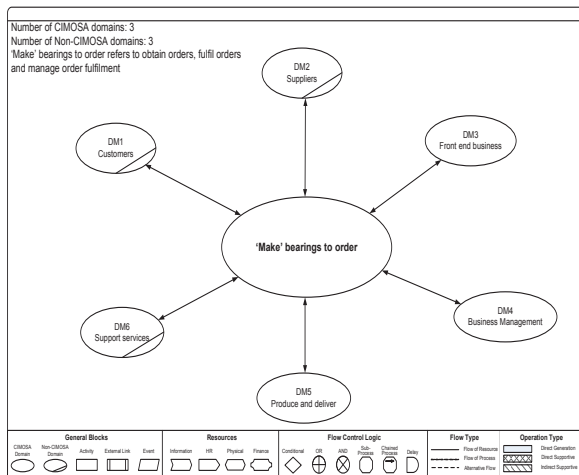 Number of CIMOSA domains: 3
Number of Non-CIMOSA domains: 3
‘Make’ bearings to order refers to obtain orders, fulfil orders
and manage order fulfilment
DM2
Suppliers
DM1
Customers
DM3
Front end business
‘Make’ bearings to order
DM6
Support services
DM4
Business Management
DM5
Produce and deliver
General Blocks
CIMOSA
Domain
Non-CIMOSA
Domain
Activity
External Link
Event
Resources
Information
HR
Physical
Finance
Flow Control Logic
Conditional
OR
AND
Sub-
Process
Chained
Process
Delay
Flow Type
Flow of Resource
Flow of Process
Alternative Flow
Operation Type
Direct Generation
Direct Supportive
Indirect Supportive